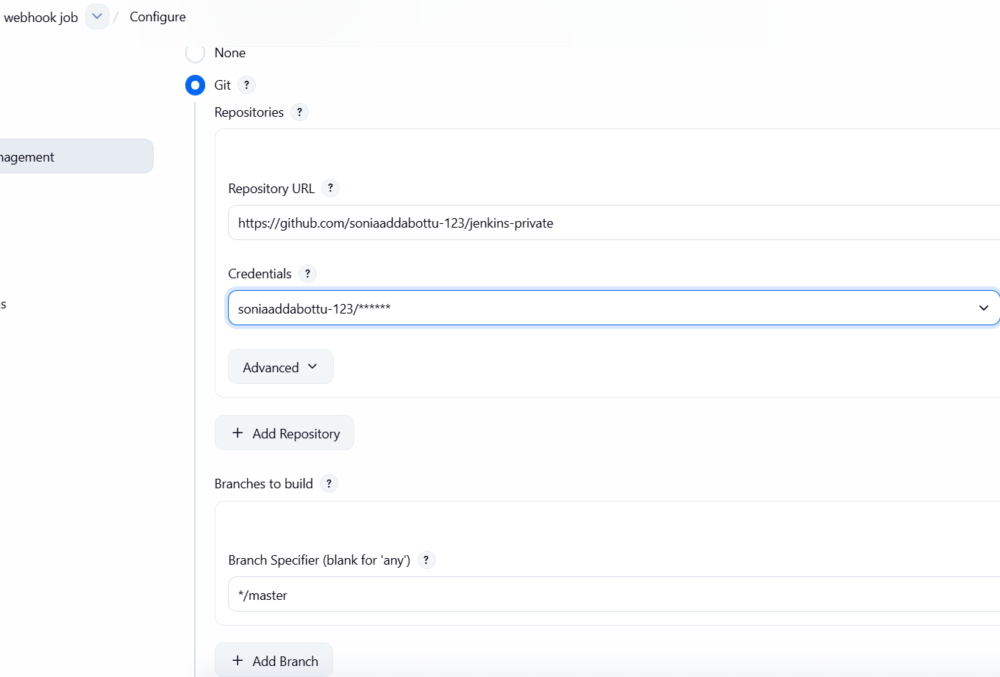 webhook job / Configure
None
Git ?
Repositories ?
nagement
Repository URL ?
https://github.com/soniaaddabottu-123/jenkins-private
Credentials ?
s
soniaaddabottu-123/******
Advanced
+ Add Repository
Branches to build ?
Branch Specifier (blank for 'any') ?
*/master
+ Add Branch